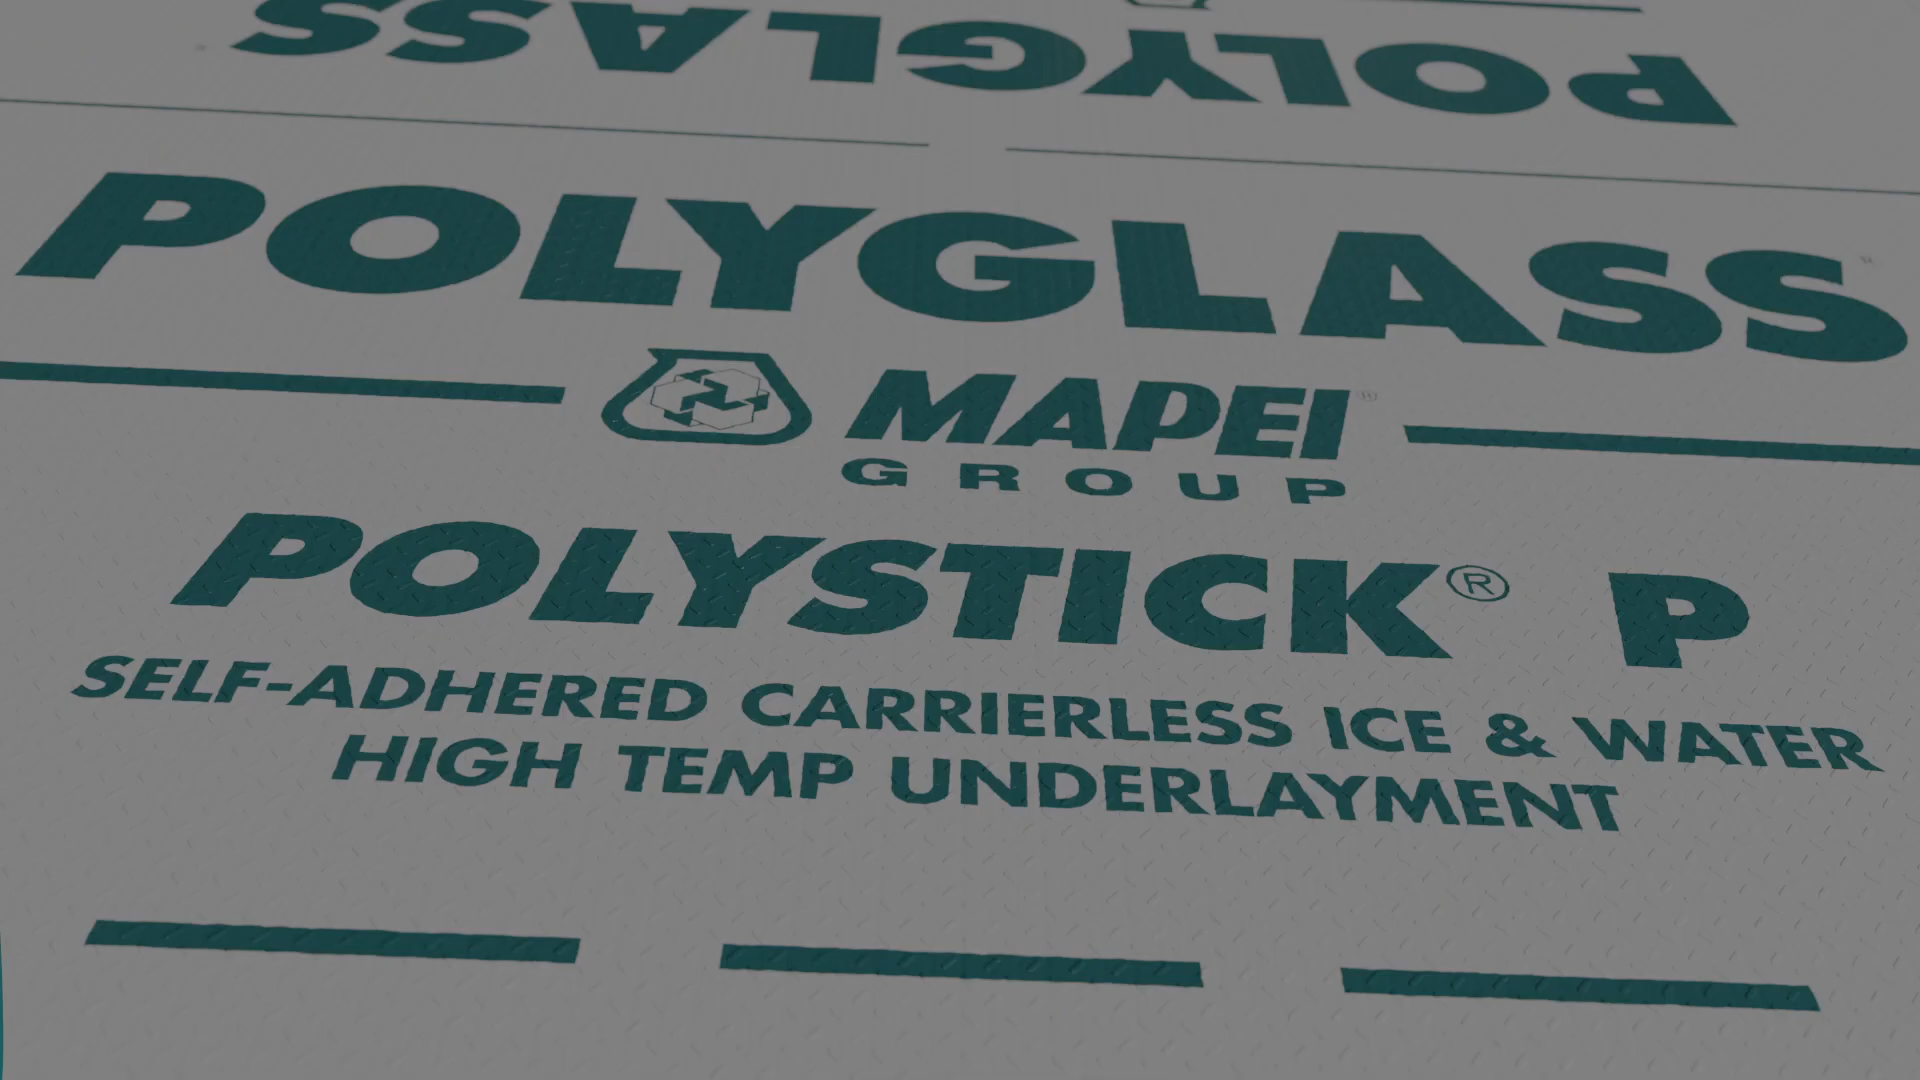 POLYGLASS
POLYGLASS
MAPEI®
GROUP
POLYSTICK® P
SELF-ADHERED CARRIERLESS ICE & WATER
HIGH TEMP UNDERLAYMENT